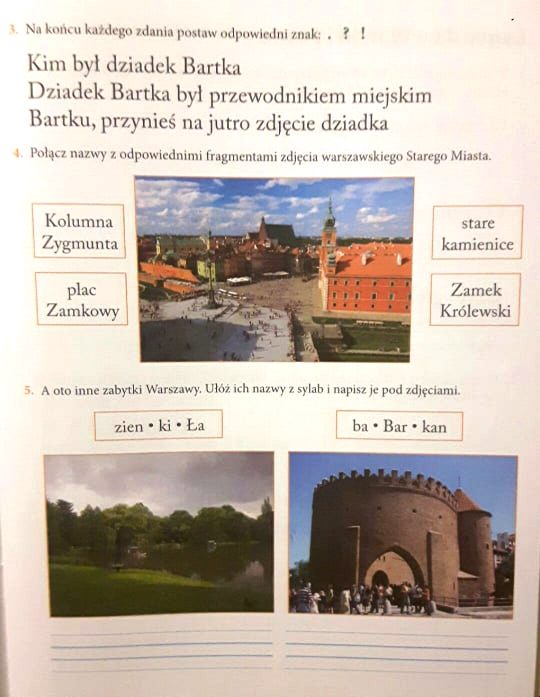 3. Na końcu każdego zdania postaw odpowiedni znak: . ? !
Kim był dziadek Bartka
Dziadek Bartka był przewodnikiem miejskim
Bartku, przynieś na jutro zdjęcie dziadka
4. Połącz nazwy z odpowiednimi fragmentami zdjęcia warszawskiego Starego Miasta.
Kolumna
Zygmunta
plac
Zamkowy
stare
kamienice
Zamek
Królewski
5. A oto inne zabytki Warszawy. Ułóż ich nazwy z sylab i napisz je pod zdjęciami.
zien • ki • Ła
ba • Bar • kan